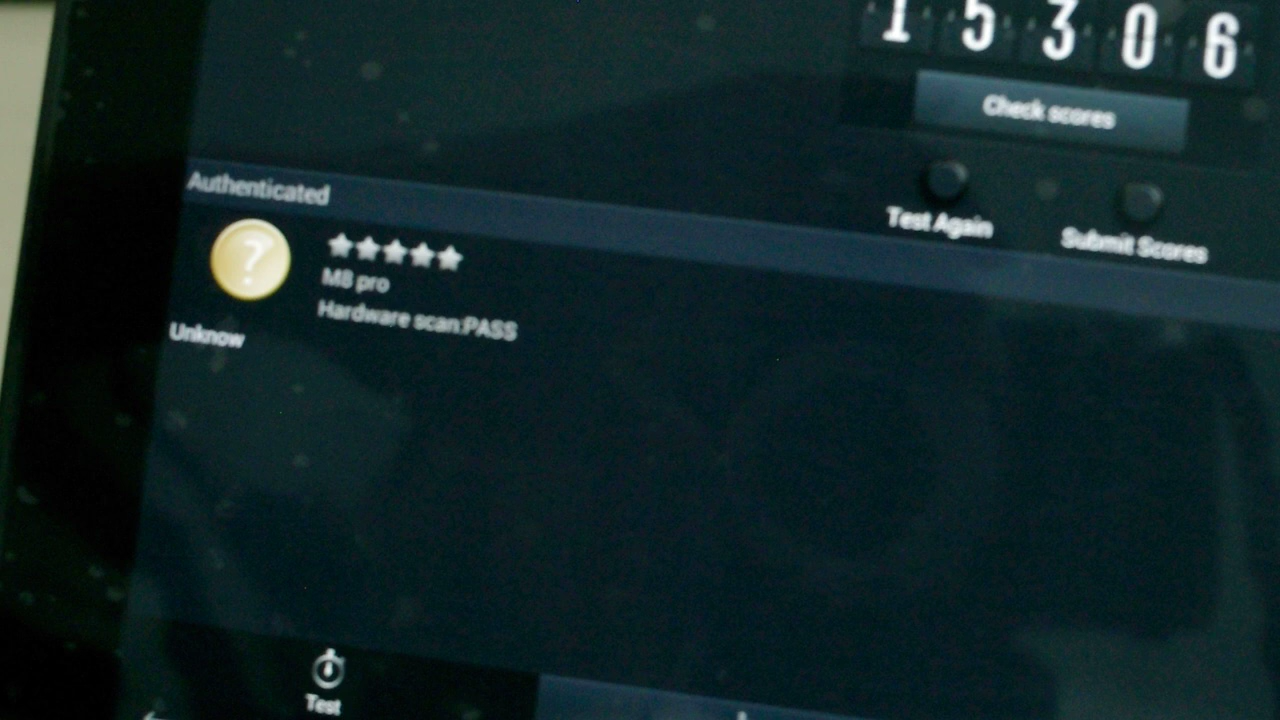 15306
Check scores
Test Again
Submit Scores
Authenticated
M8 pro
Hardware scan:PASS
Unknow
Test